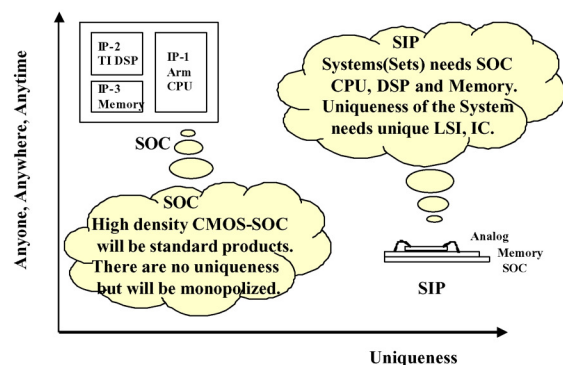 Anyone, Anywhere, Anytime
IP-2
TI DSP
IP-1
Arm
CPU
IP-3
Memory
SOC
SOC
High density CMOS-SOC
will be standard products.
There are no uniqueness
but will be monopolized.
SIP
Systems(Sets) needs SOC
CPU, DSP and Memory.
Uniqueness of the System
needs unique LSI, IC.
Analog
Memory
SOC
SIP
Uniqueness